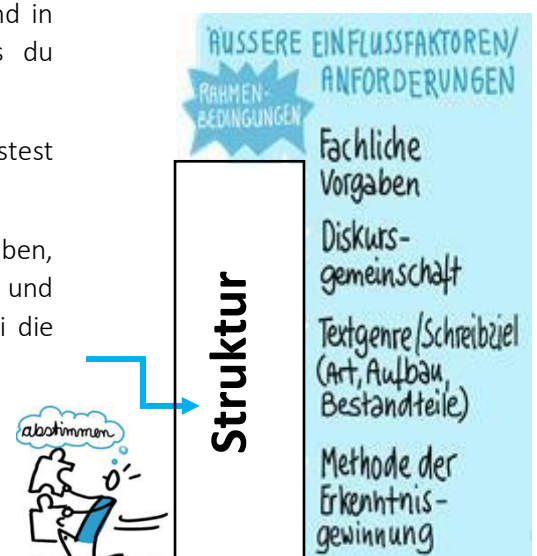 nd in
s du
stest
ben,
und
i die
ÄUSSERE EINFLUSSFAKTOREN/
ANFORDERUNGEN
RAHMEN-
BEDINGUNGEN
Fachliche
Vorgaben
Diskurs-
gemeinschaft
Textgenre/Schreibziel
(Art, Aufbau,
Bestandteile)
Methode der
Erkenntnis-
gewinnung
Struktur
abstimmen